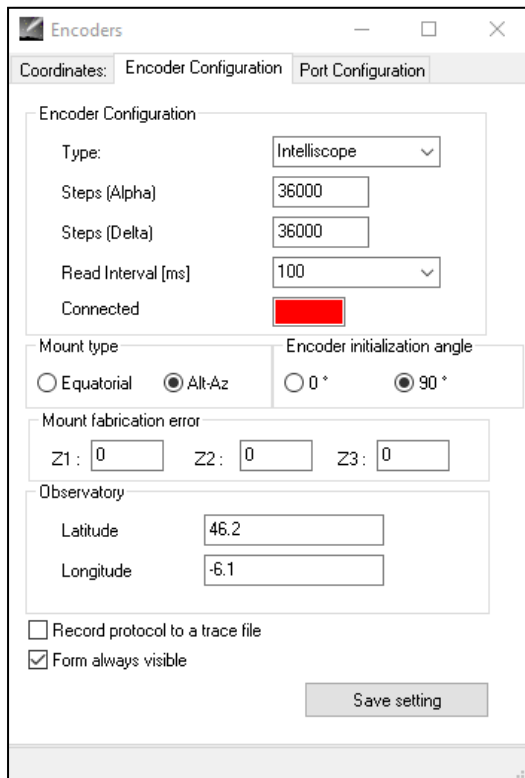 Encoders
Coordinates: Encoder Configuration Port Configuration
Encoder Configuration
Type: Intelliscope
Steps (Alpha) 36000
Steps (Delta) 36000
Read Interval [ms] 100
Connected
Mount type Encoder initialization angle
Equatorial Alt-Az 0 ° 90 °
Mount fabrication error
Z1 : 0 Z2 : 0 Z3 : 0
Observatory
Latitude 46.2
Longitude -6.1
Record protocol to a trace file
Form always visible
Save setting